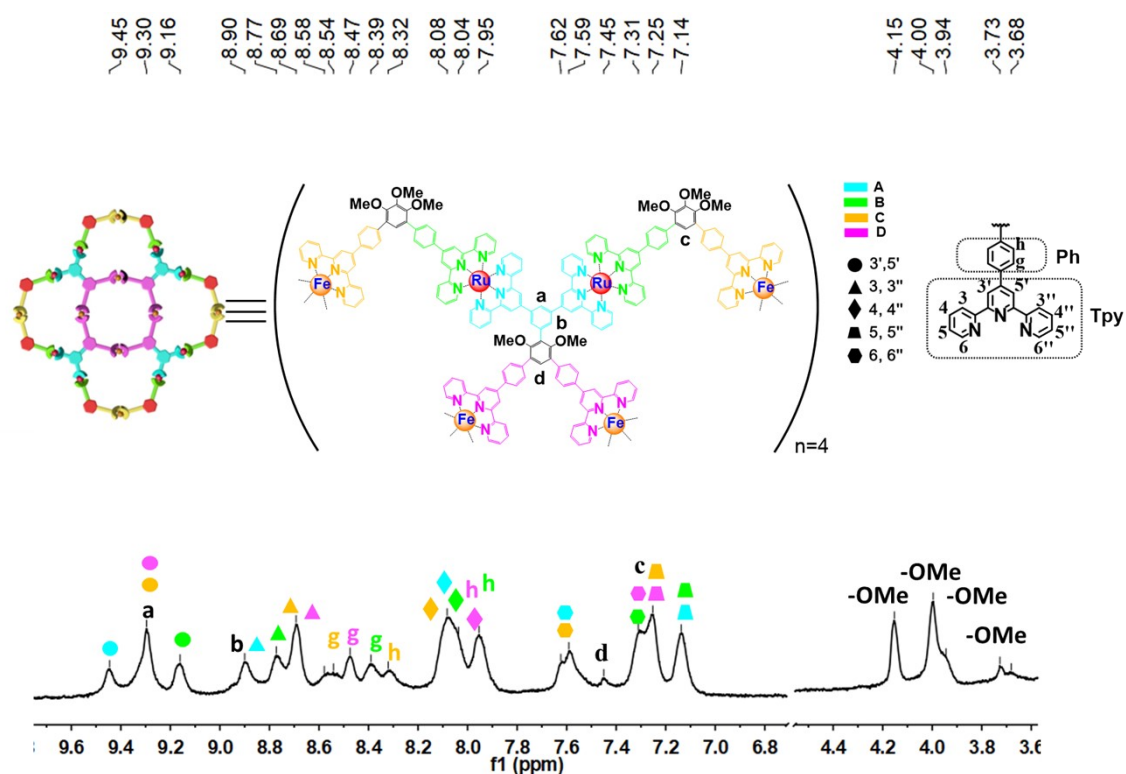 9.45
9.30
9.16
8.90
8.77
8.69
8.58
8.54
8.47
8.39
8.32
8.08
8.04
7.95
7.62
7.59
7.45
7.31
7.25
7.14
4.15
4.00
3.94
3.73
3.68
OMe
MeO OMe
OMe
MeO OMe
A
B
C
D
3',5'
3, 3''
4, 4''
5, 5''
6, 6''
h
g
Ph
3' 5'
3 3''
4 4''
5 5''
6 6''
N N N
Tpy
c
N N N
Fe
N N N
Ru
N N N
N N N
Ru
N N N
N N N
Fe
a
b
MeO OMe
d
N N N
Fe
N N N
Fe
n=4
a
b
g
g
g
h
h
h
d
c
-OMe
-OMe
-OMe
-OMe
9.6 9.4 9.2 9.0 8.8 8.6 8.4 8.2 8.0 7.8 7.6 7.4 7.2 7.0 6.8 4.4 4.2 4.0 3.8 3.6
f1 (ppm)